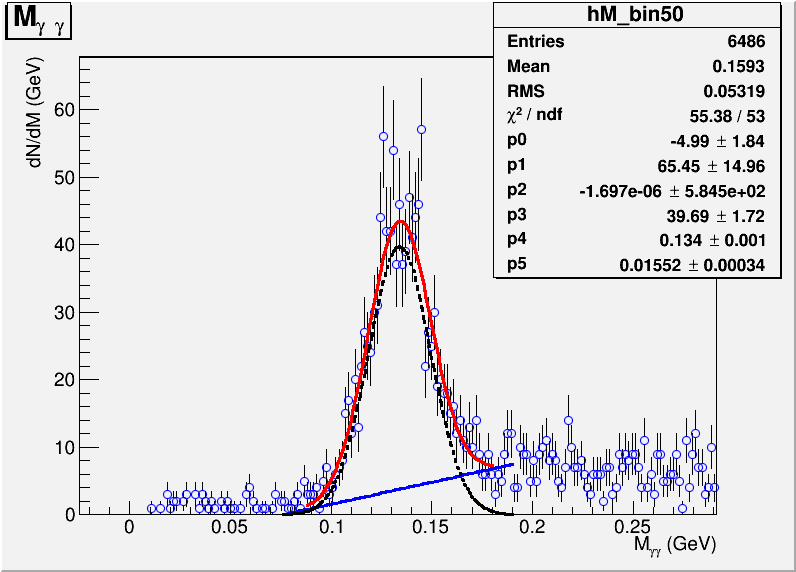 M γ γ
hM_bin50
Entries 6486
Mean 0.1593
RMS 0.05319
χ² / ndf 55.38 / 53
p0 -4.99 ± 1.84
p1 65.45 ± 14.96
p2 -1.697e-06 ± 5.845e+02
p3 39.69 ± 1.72
p4 0.134 ± 0.001
p5 0.01552 ± 0.00034
dN/dM (GeV)
60
50
40
30
20
10
0
0 0.05 0.1 0.15 0.2 0.25
Mγγ (GeV)